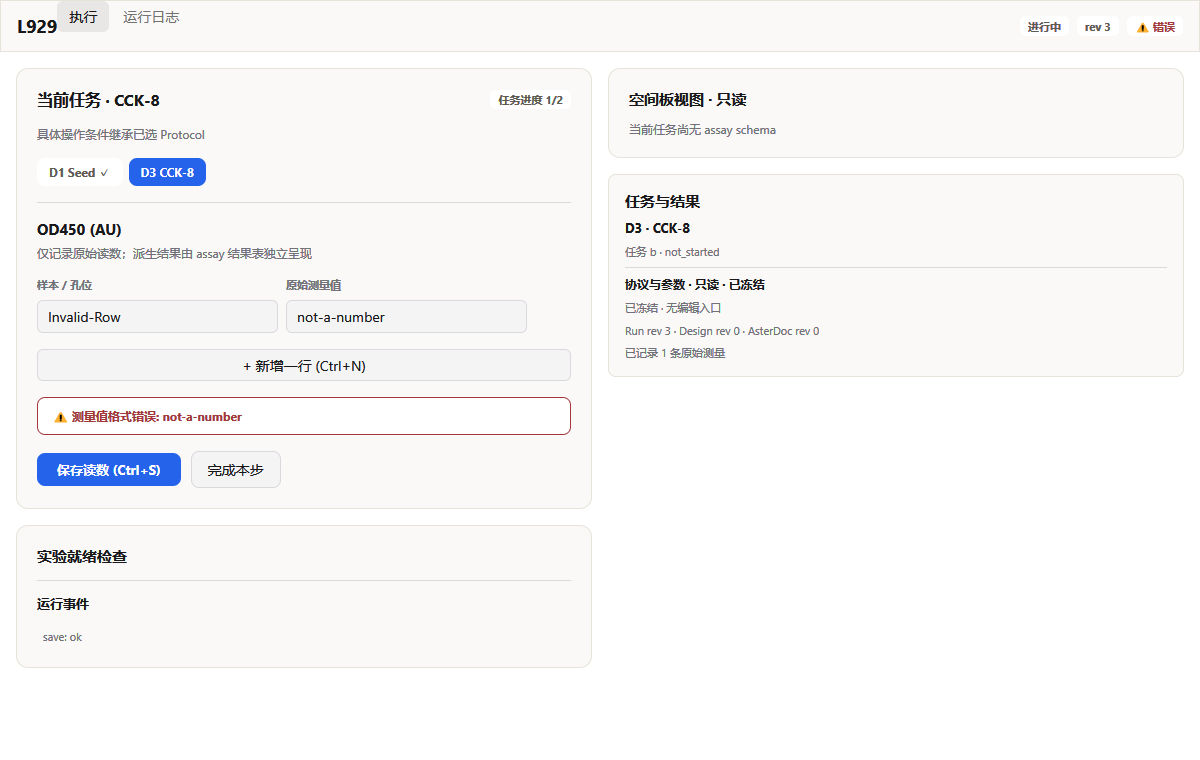 L929
执行
运行日志
进行中
rev 3
⚠ 错误
当前任务 · CCK-8
任务进度 1/2
具体操作条件继承已选 Protocol
D1 Seed ✓
D3 CCK-8
OD450 (AU)
仅记录原始读数；派生结果由 assay 结果表独立呈现
样本 / 孔位
原始测量值
Invalid-Row
not-a-number
+ 新增一行 (Ctrl+N)
⚠ 测量值格式错误: not-a-number
保存读数 (Ctrl+S)
完成本步
实验就绪检查
运行事件
save: ok
空间板视图 · 只读
当前任务尚无 assay schema
任务与结果
D3 · CCK-8
任务 b · not_started
协议与参数 · 只读 · 已冻结
已冻结 · 无编辑入口
Run rev 3 · Design rev 0 · AsterDoc rev 0
已记录 1 条原始测量